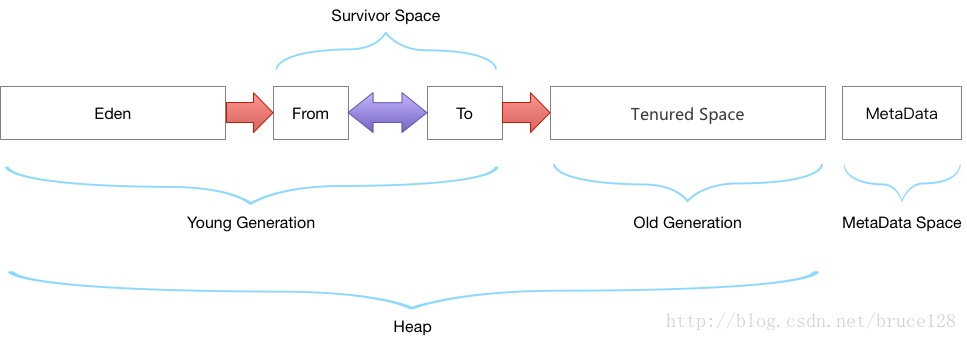 Survivor Space
Eden
From
To
Tenured Space
MetaData
Young Generation
Old Generation
MetaData Space
Heap
http://blog.csdn.net/bruce128